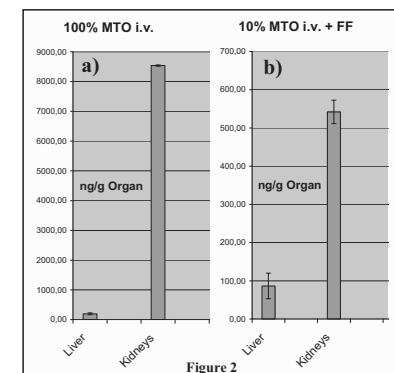 100% MTO i.v.
10% MTO i.v. + FF
a)
9000,00
8000,00
7000,00
6000,00
5000,00
4000,00
3000,00
2000,00
1000,00
0,00
ng/g Organ
Liver
Kidneys
b)
700,00
600,00
500,00
400,00
300,00
200,00
100,00
0,00
ng/g Organ
Liver
Kidneys
Figure 2